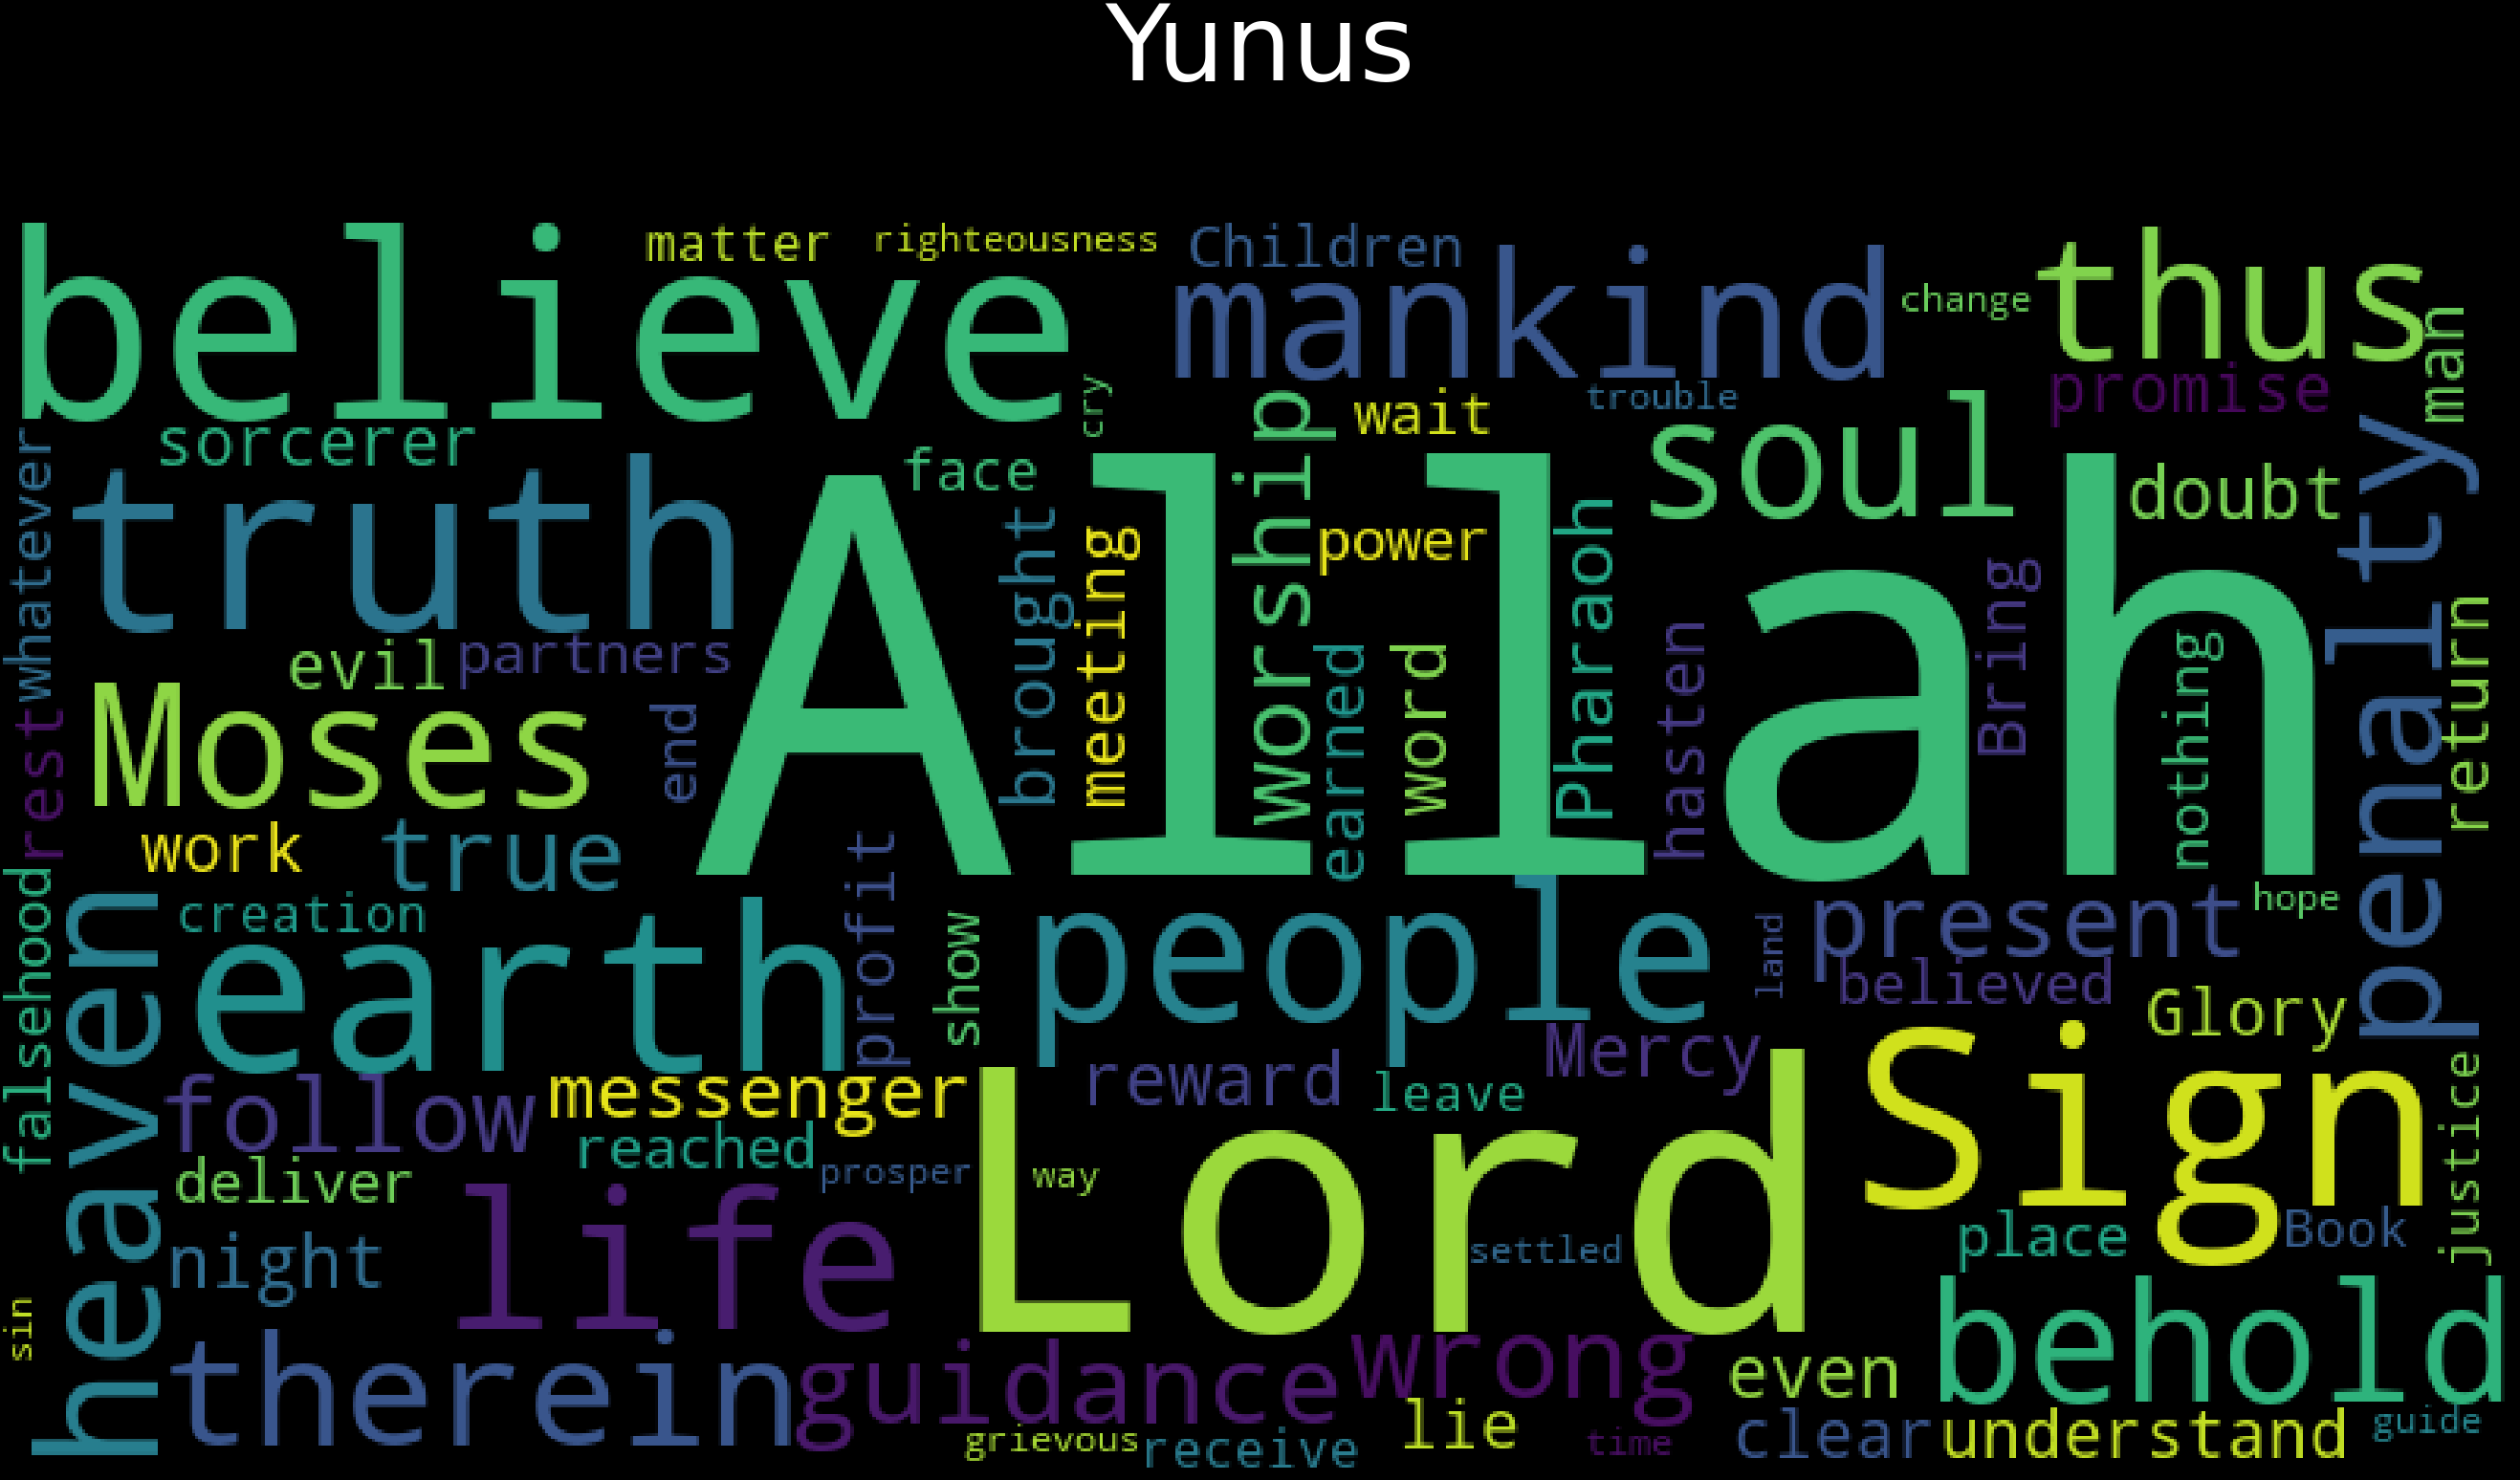 Yunus
believe
matter
righteousness
Children
mankind
change
thus
man
sorcerer
cry
wait
trouble
promise
whatever
truth
face
worship
soul
doubt
penalty
brought
meeting
power
Pharaoh
Bring
Allah
evil
partners
earned
word
hasten
nothing
return
rest
Moses
end
work
true
profit
falsehood
heaven
creation
earth
show
people
land
present
hope
believed
Glory
follow
messenger
reward
leave
Mercy
Sign
justice
reached
deliver
prosper
way
Lord
night
life
settled
place
Book
sin
therein
guidance
wrong
even
behold
grievous
receive
lie
time
clear
understand
guide